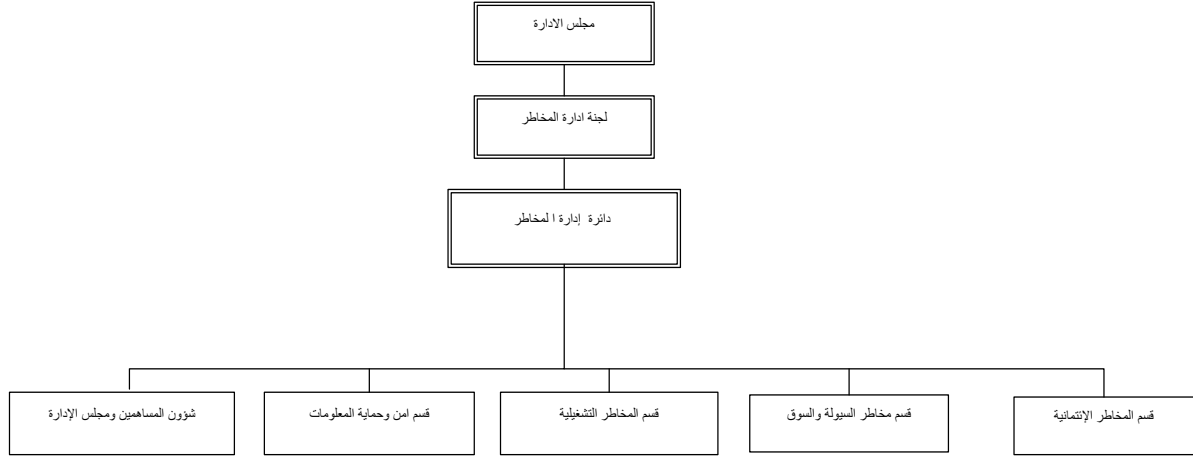 مجلس الادارة
لجنة ادارة المخاطر
دائرة إدارة ا لمخاطر
قسم المخاطر الإئتمانية
قسم مخاطر السيولة والسوق
قسم المخاطر التشغيلية
قسم امن وحماية المعلومات
شؤون المساهمين ومجلس الإدارة